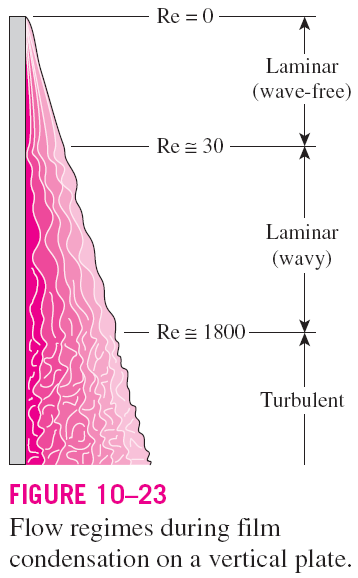 Re = 0
Laminar
(wave-free)
Re ≅ 30
Laminar
(wavy)
Re ≅ 1800
Turbulent
FIGURE 10–23
Flow regimes during film
condensation on a vertical plate.